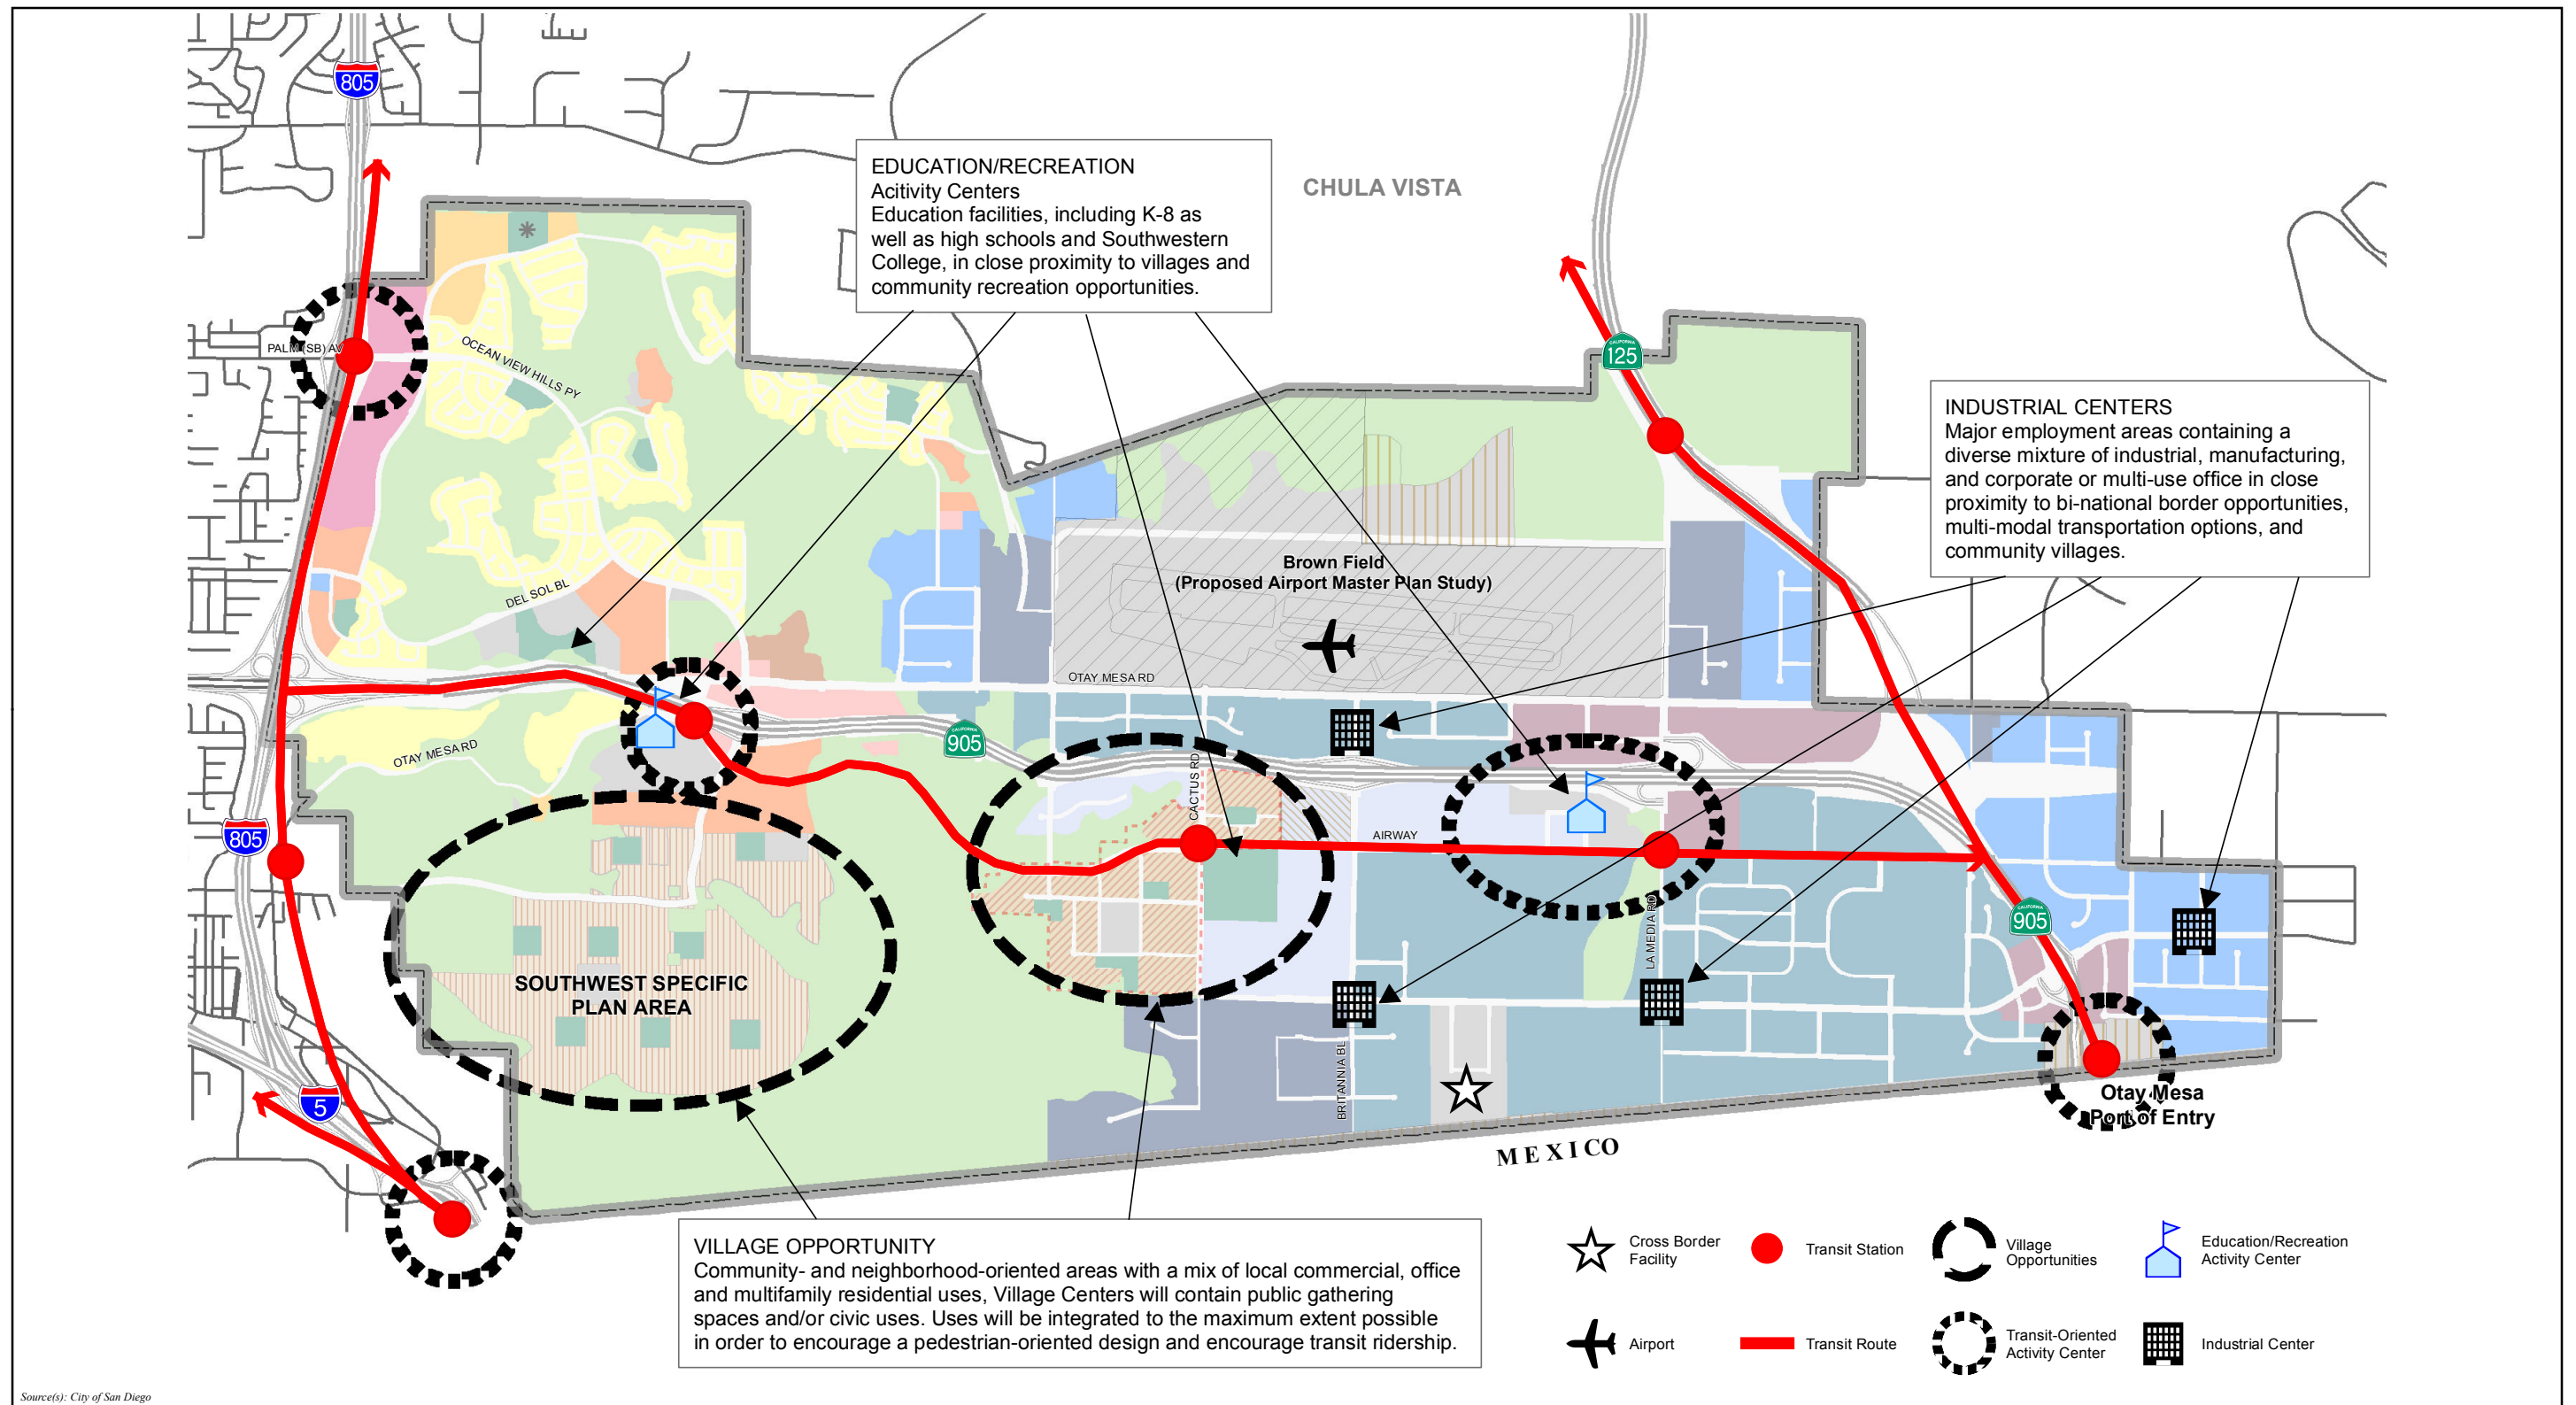 805
EDUCATION/RECREATION
Acitivity Centers
Education facilities, including K-8 as
well as high schools and Southwestern
College, in close proximity to villages and
community recreation opportunities.
CHULA VISTA
PALM (SB) AV
OCEAN VIEW HILLS PY
CALIFORNIA
125
INDUSTRIAL CENTERS
Major employment areas containing a
diverse mixture of industrial, manufacturing,
and corporate or multi-use office in close
proximity to bi-national border opportunities,
multi-modal transportation options, and
community villages.
Brown Field
(Proposed Airport Master Plan Study)
DEL SOL BL
OTAY MESA RD
OTAY MESA RD
CALIFORNIA
905
CACTUS RD
805
AIRWAY
LA MEDIA RD
CALIFORNIA
905
SOUTHWEST SPECIFIC
PLAN AREA
BRITANNIA BL
5
Otay Mesa
Port of Entry
MEXICO
VILLAGE OPPORTUNITY
Community- and neighborhood-oriented areas with a mix of local commercial, office
and multifamily residential uses, Village Centers will contain public gathering
spaces and/or civic uses. Uses will be integrated to the maximum extent possible
in order to encourage a pedestrian-oriented design and encourage transit ridership.
Cross Border
Facility
Transit Station
Village
Opportunities
Education/Recreation
Activity Center
Airport
Transit Route
Transit-Oriented
Activity Center
Industrial Center
Source(s): City of San Diego